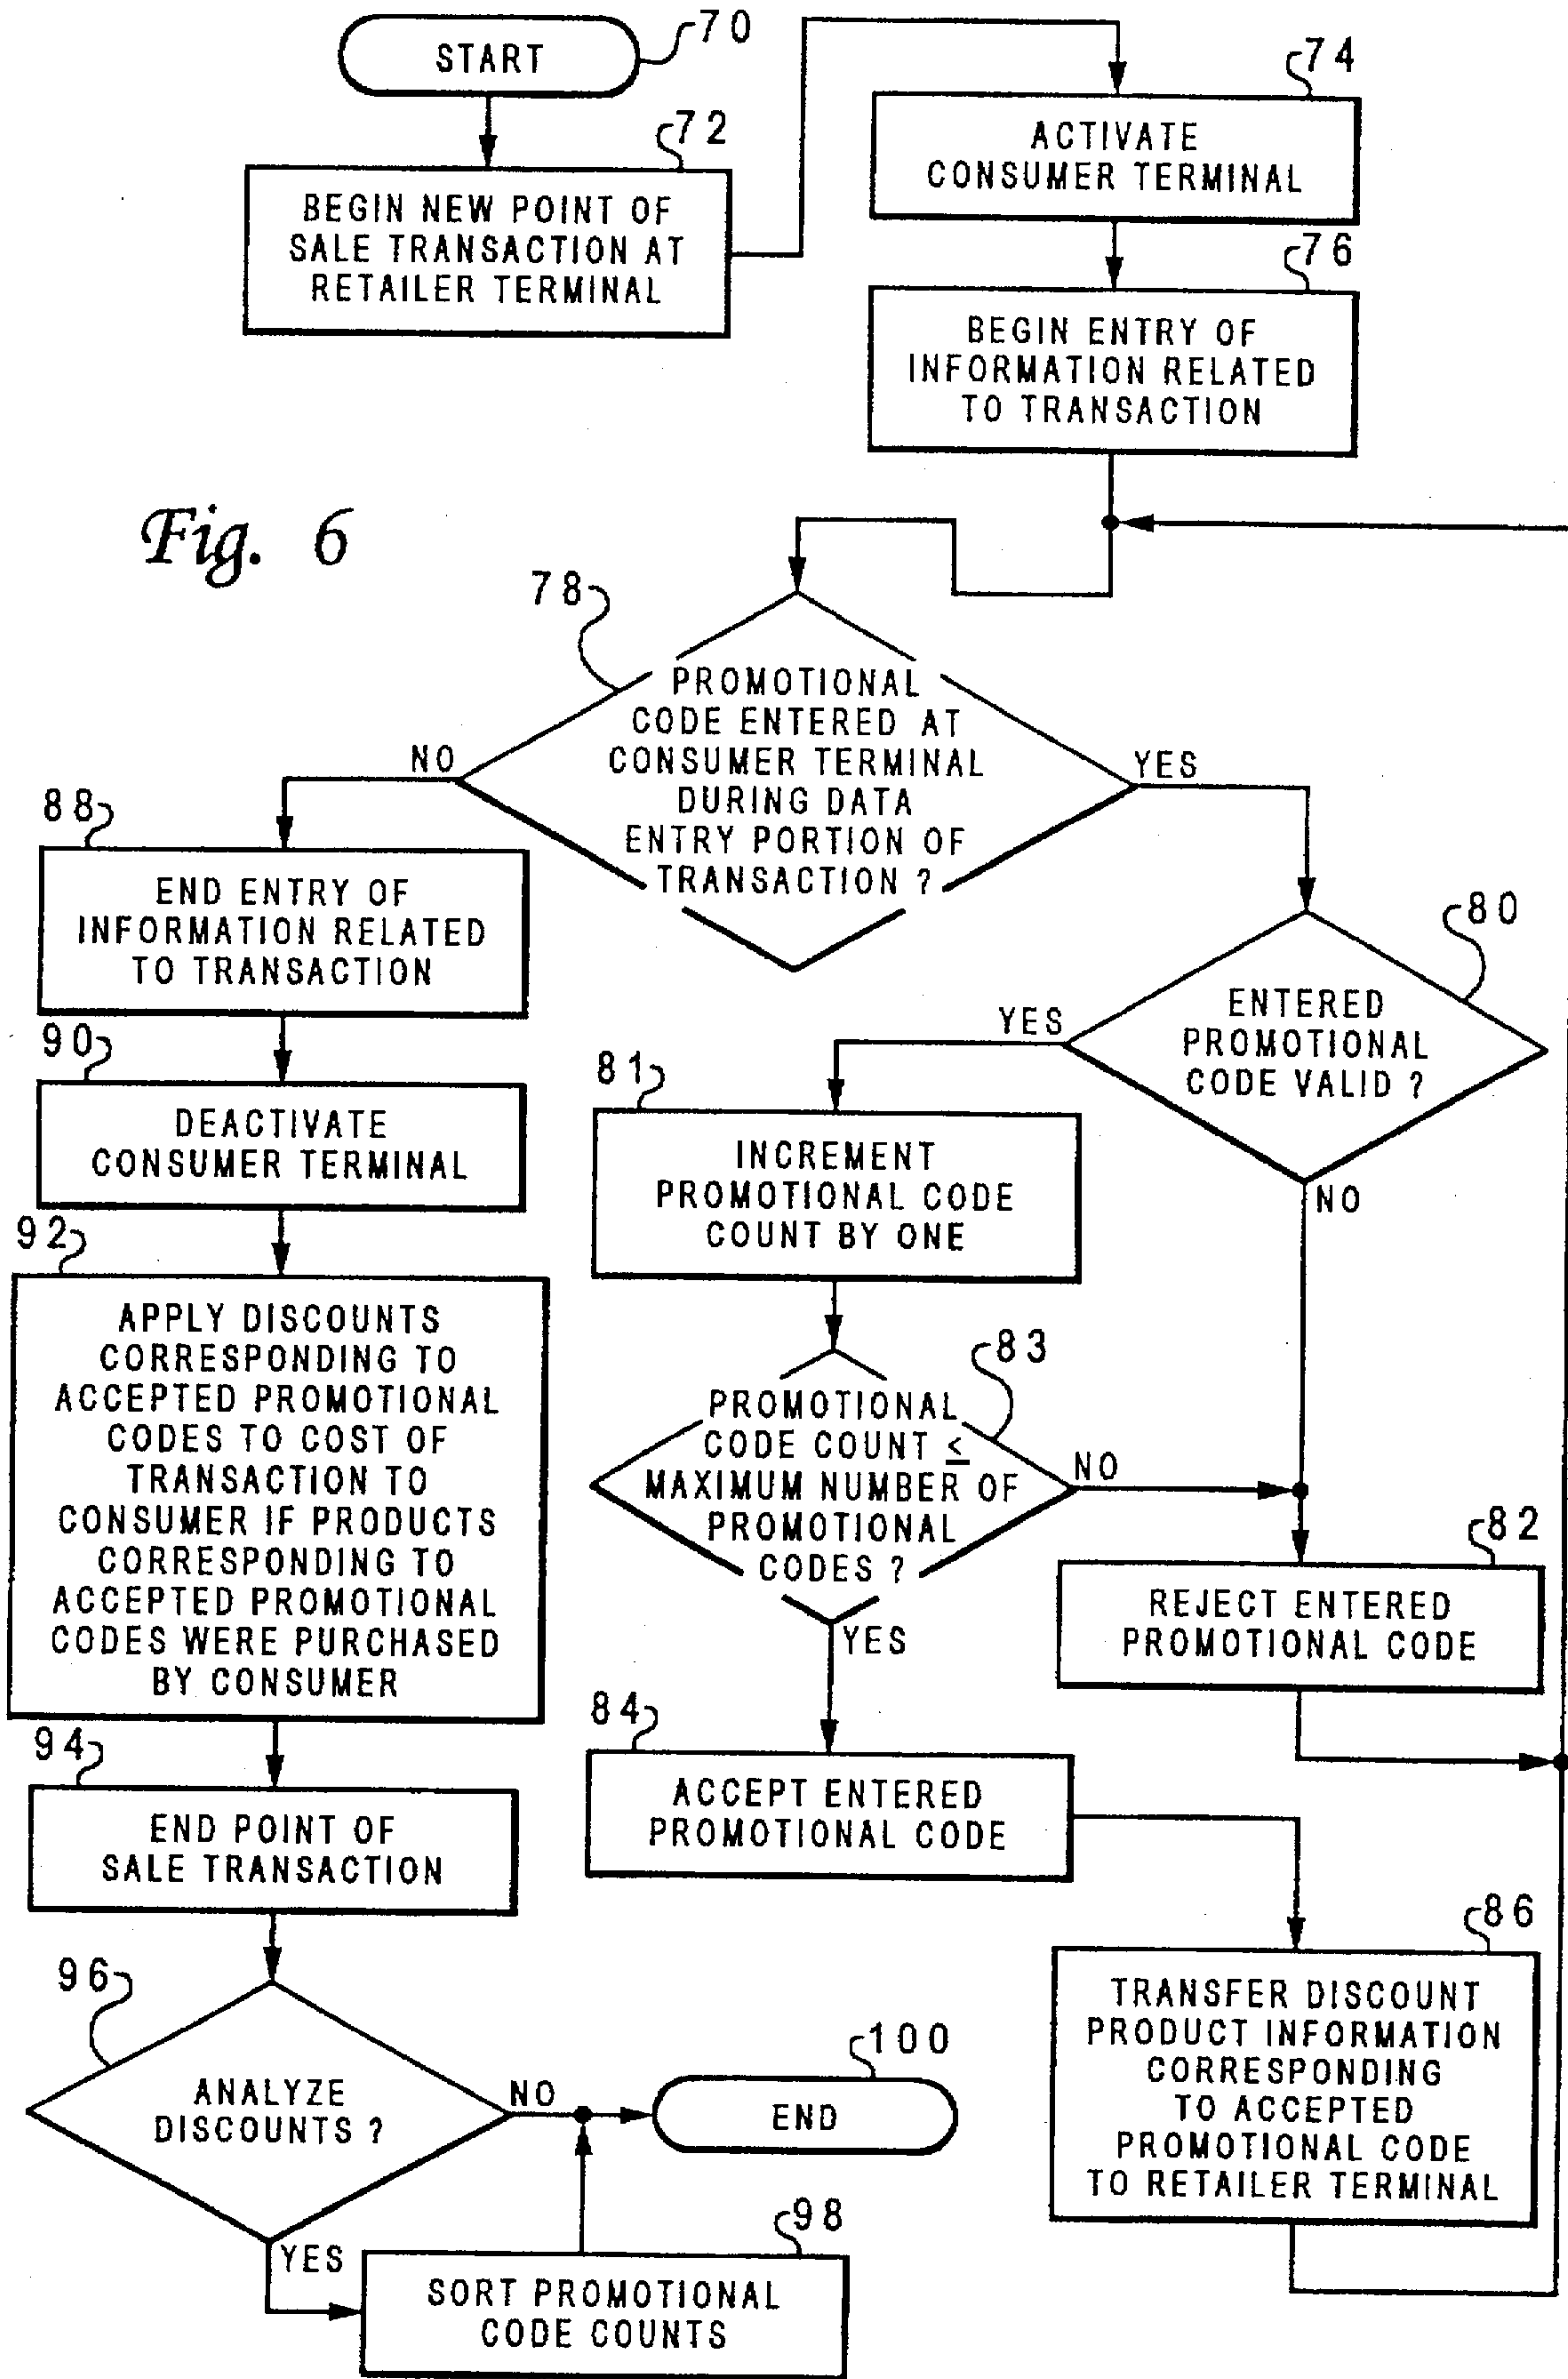 70
START
72
BEGIN NEW POINT OF
SALE TRANSACTION AT
RETAILER TERMINAL
74
ACTIVATE
CONSUMER TERMINAL
76
BEGIN ENTRY OF
INFORMATION RELATED
TO TRANSACTION
Fig. 6
78
PROMOTIONAL
CODE ENTERED AT
CONSUMER TERMINAL
DURING DATA
ENTRY PORTION OF
TRANSACTION ?
NO
YES
88
END ENTRY OF
INFORMATION RELATED
TO TRANSACTION
90
DEACTIVATE
CONSUMER TERMINAL
92
APPLY DISCOUNTS
CORRESPONDING TO
ACCEPTED PROMOTIONAL
CODES TO COST OF
TRANSACTION TO
CONSUMER IF PRODUCTS
CORRESPONDING TO
ACCEPTED PROMOTIONAL
CODES WERE PURCHASED
BY CONSUMER
94
END POINT OF
SALE TRANSACTION
96
ANALYZE
DISCOUNTS ?
NO
YES
98
SORT PROMOTIONAL
CODE COUNTS
100
END
80
ENTERED
PROMOTIONAL
CODE VALID ?
YES
NO
81
INCREMENT
PROMOTIONAL CODE
COUNT BY ONE
83
PROMOTIONAL
CODE COUNT ≤
MAXIMUM NUMBER OF
PROMOTIONAL
CODES ?
NO
YES
82
REJECT ENTERED
PROMOTIONAL CODE
84
ACCEPT ENTERED
PROMOTIONAL CODE
86
TRANSFER DISCOUNT
PRODUCT INFORMATION
CORRESPONDING
TO ACCEPTED
PROMOTIONAL CODE
TO RETAILER TERMINAL